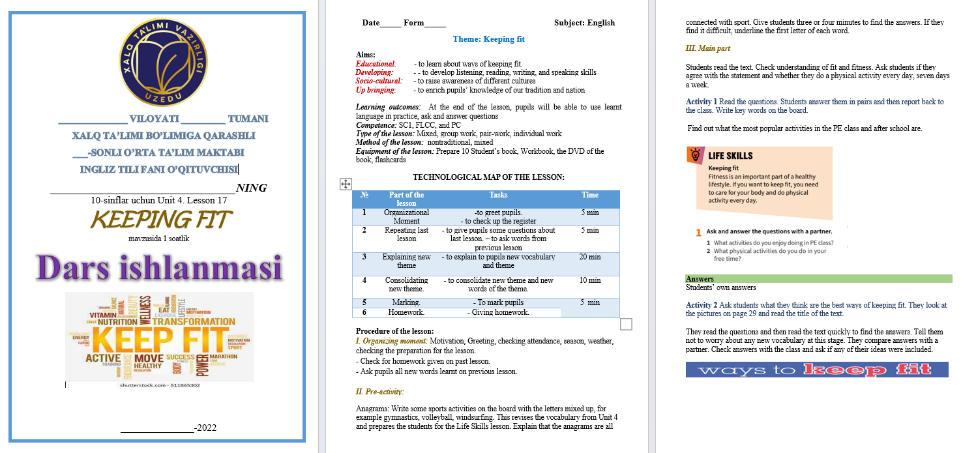 XALQ TA'LIMI VAZIRLIGI
UZEDU
____________ VILOYATI ________ TUMANI
XALQ TA'LIMI BO'LIMIGA QARASHLI
___-SONLI O'RTA TA'LIM MAKTABI
INGLIZ TILI FANI O'QITUVCHISI
_________________________________NING
10-sinflar uchun Unit 4. Lesson 17
KEEPING FIT
mavzusida 1 soatlik
Dars ishlanmasi
VITAMIN
EAT
NUTRITION TRANSFORMATION
KEEP FIT
ACTIVE MOVE SUCCESS POWER MARATHON
HEALTHY BODY
WELLNESS
shutterstock.com
________________-2022
Date_____ Form_____ Subject: English
Theme: Keeping fit
Aims:
Educational: - to learn about ways of keeping fit.
Developing: - - to develop listening, reading, writing, and speaking skills
Socio-cultural: - to raise awareness of different cultures
Up bringing: - to enrich pupils' knowledge of our tradition and nation
Learning outcomes: At the end of the lesson, pupils will be able to use learnt
language in practice, ask and answer questions
Competence: SC1, FLCC, and PC
Type of the lesson: Mixed, group work, pair-work, individual work
Method of the lesson: nontraditional, mixed
Equipment of the lesson: Prepare 10 Student's book, Workbook, the DVD of the
book, flashcards
TECHNOLOGICAL MAP OF THE LESSON:
№ Part of the lesson Tasks Time
1 Organizational Moment -to greet pupils. - to check up the register 5 min
2 Repeating last lesson - to give pupils some questions about last lesson. – to ask words from previous lesson 5 min
3 Explaining new theme - to explain to pupils new vocabulary and theme 20 min
4 Consolidating new theme. - to consolidate new theme and new words of the theme. 10 min
5 Marking. - To mark pupils 5 min
6 Homework. - Giving homework.
Procedure of the lesson:
I. Organizing moment: Motivation, Greeting, checking attendance, season, weather,
checking the preparation for the lesson.
- Check for homework given on past lesson.
- Ask pupils all new words learnt on previous lesson.
II. Pre-activity:
Anagrams: Write some sports activities on the board with the letters mixed up, for
example gymnastics, volleyball, windsurfing. This revises the vocabulary from Unit 4
and prepares the students for the Life Skills lesson. Explain that the anagrams are all
connected with sport. Give students three or four minutes to find the answers. If they
find it difficult, underline the first letter of each word.
III. Main part
Students read the text. Check understanding of fit and fitness. Ask students if they
agree with the statement and whether they do a physical activity every day, seven days
a week.
Activity 1 Read the questions. Students answer them in pairs and then report back to
the class. Write key words on the board.
Find out what the most popular activities in the PE class and after school are.
LIFE SKILLS
Keeping fit
Fitness is an important part of a healthy
lifestyle. If you want to keep fit, you need
to care for your body and do physical
activity every day.
1 Ask and answer the questions with a partner.
1 What activities do you enjoy doing in PE class?
2 What physical activities do you do in your
free time?
Answers
Students' own answers
Activity 2 Ask students what they think are the best ways of keeping fit. They look at
the pictures on page 29 and read the title of the text.
They read the questions and then read the text quickly to find the answers. Tell them
not to worry about any new vocabulary at this stage. They compare answers with a
partner. Check answers with the class and ask if any of their ideas were included.
ways to keep fit